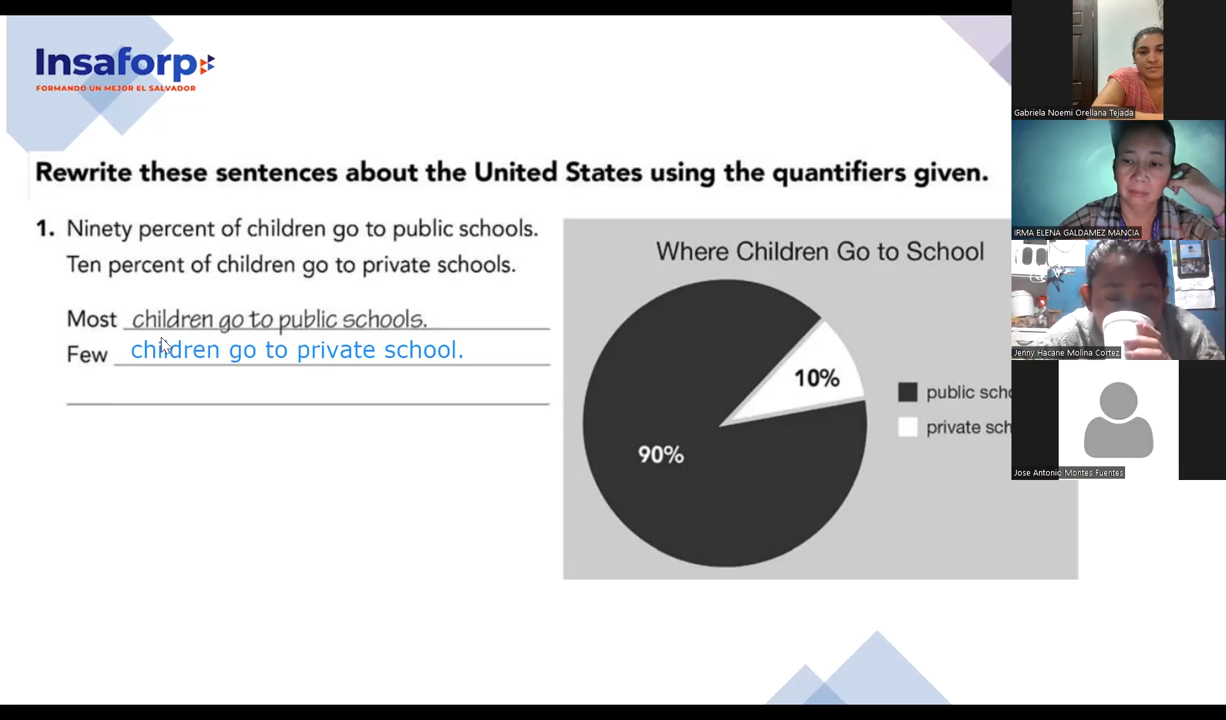 Insaforp
FORMANDO UN MEJOR EL SALVADOR
Rewrite these sentences about the United States using the quantifiers given.
1. Ninety percent of children go to public schools.
Ten percent of children go to private schools.
Most children go to public schools.
Few children go to private school.
Where Children Go to School
10%
90%
public
private
Gabriela Noemi Orellana Tejada
IRMA ELENA GALDAMEZ MANCIA
Jenny Hacane Molina Cortez
Jose Antonio Montes Fuentes